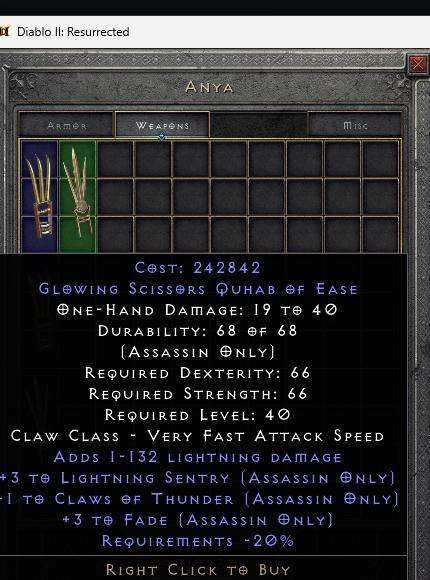 Diablo II: Resurrected
Anya
Armor Weapons Misc
Cost: 242842
Glowing Scissors Quhab of Ease
One-Hand Damage: 19 to 40
Durability: 68 of 68
(Assassin Only)
Required Dexterity: 66
Required Strength: 66
Required Level: 40
Claw Class - Very Fast Attack Speed
Adds 1-132 lightning damage
+3 to Lightning Sentry (Assassin Only)
+1 to Claws of Thunder (Assassin Only)
+3 to Fade (Assassin Only)
Requirements -20%
Right Click to Buy